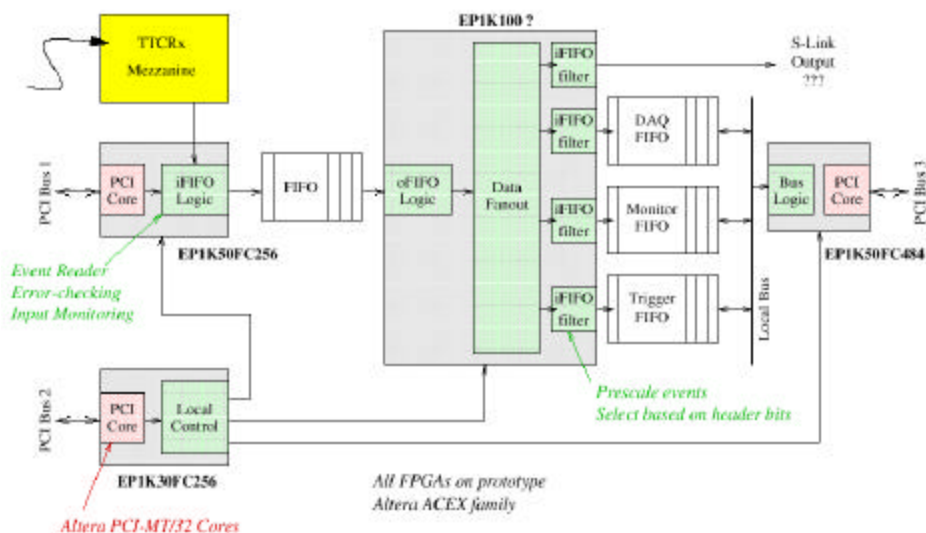 EP1K100 ?
TTCRx
Mezzanine
iFIFO
filter
S-Link
Output
???
iFIFO
filter
DAQ
FIFO
PCI Bus 1
PCI
Core
iFIFO
Logic
FIFO
oFIFO
Logic
Data
Fanout
Bus
Logic
PCI
Core
PCI Bus 3
iFIFO
filter
Monitor
FIFO
EP1K50FC256
EP1K50FC484
Event Reader
Error-checking
Input Monitoring
iFIFO
filter
Trigger
FIFO
Local Bus
PCI Bus 2
PCI
Core
Local
Control
Prescale events
Select based on header bits
EP1K30FC256
All FPGAs on prototype
Altera ACEX family
Altera PCI-MT/32 Cores